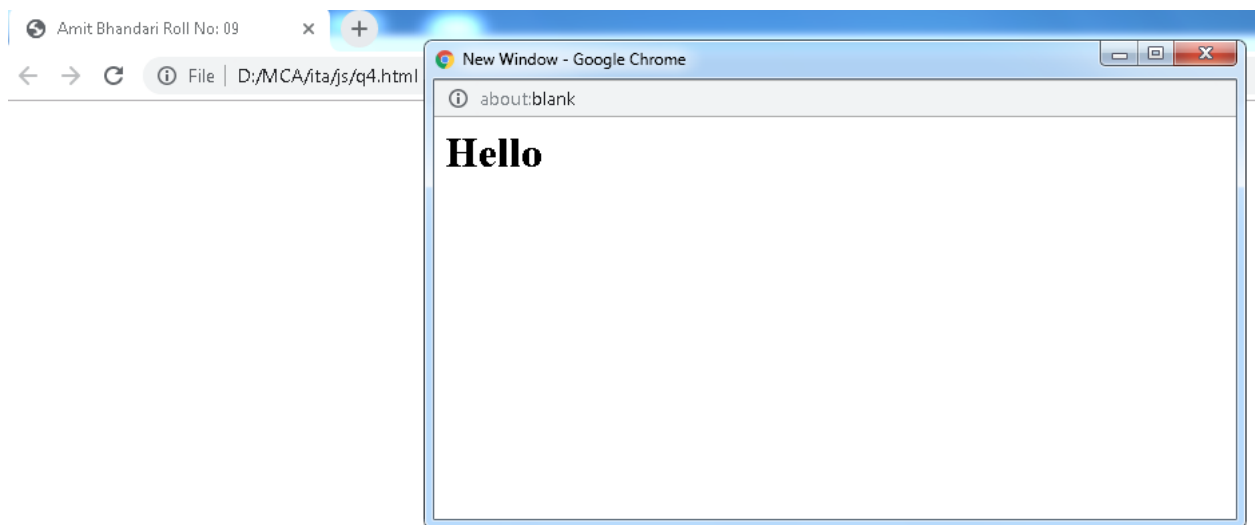 Amit Bhandari Roll No: 09
File | D:/MCA/ita/js/q4.html
New Window - Google Chrome
about:blank
Hello